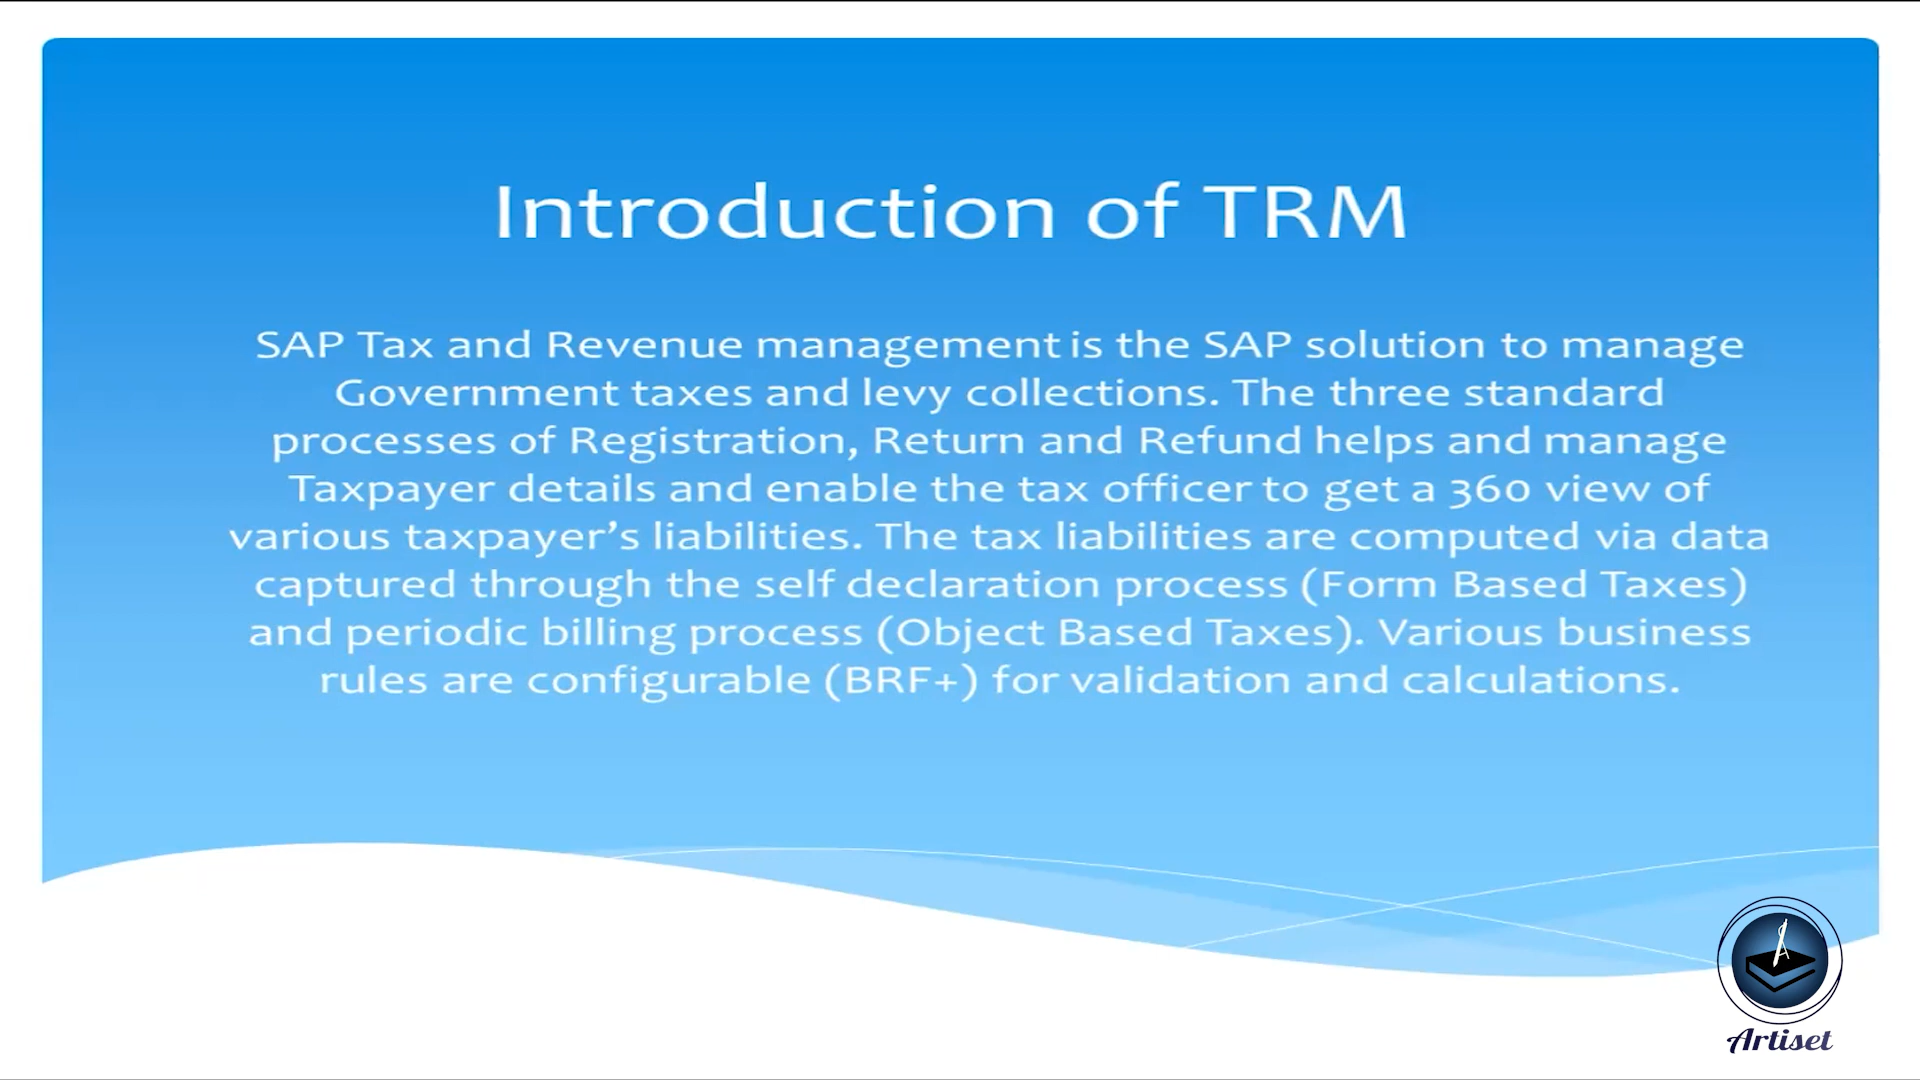 Introduction of TRM
SAP Tax and Revenue management is the SAP solution to manage
Government taxes and levy collections. The three standard
processes of Registration, Return and Refund helps and manage
Taxpayer details and enable the tax officer to get a 360 view of
various taxpayer’s liabilities. The tax liabilities are computed via data
captured through the self declaration process (Form Based Taxes)
and periodic billing process (Object Based Taxes). Various business
rules are configurable (BRF+) for validation and calculations.
Artiset